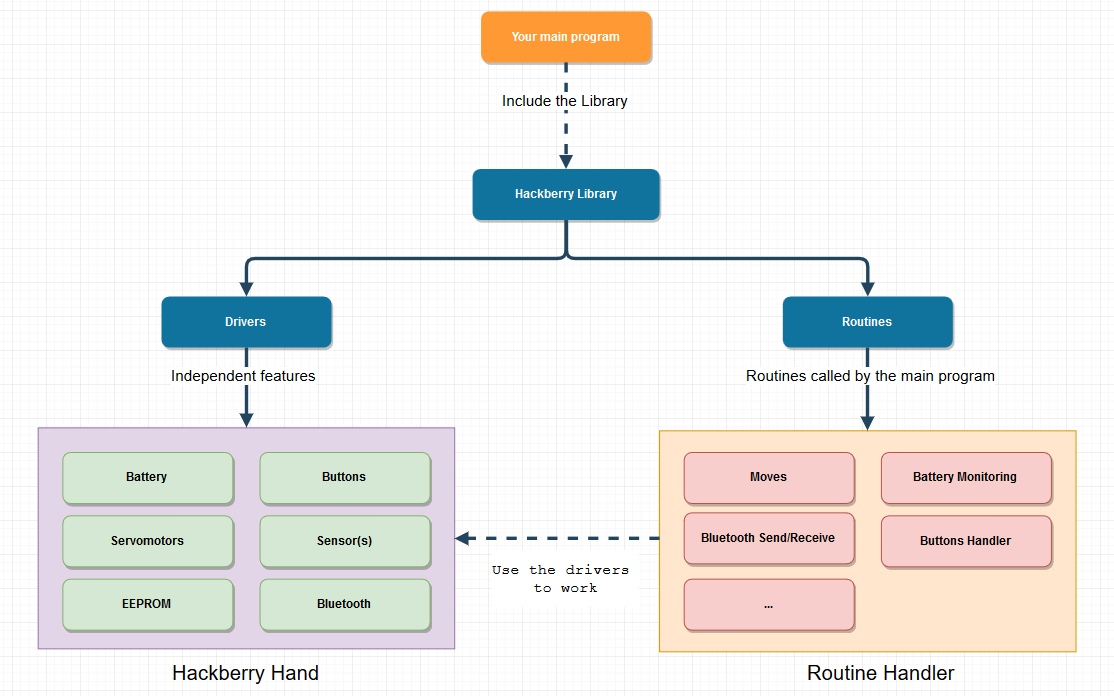 Your main program
Include the Library
Hackberry Library
Drivers
Routines
Independent features
Routines called by the main program
Battery
Buttons
Servomotors
Sensor(s)
EEPROM
Bluetooth
Hackberry Hand
Use the drivers
to work
Moves
Battery Monitoring
Bluetooth Send/Receive
Buttons Handler
...
Routine Handler